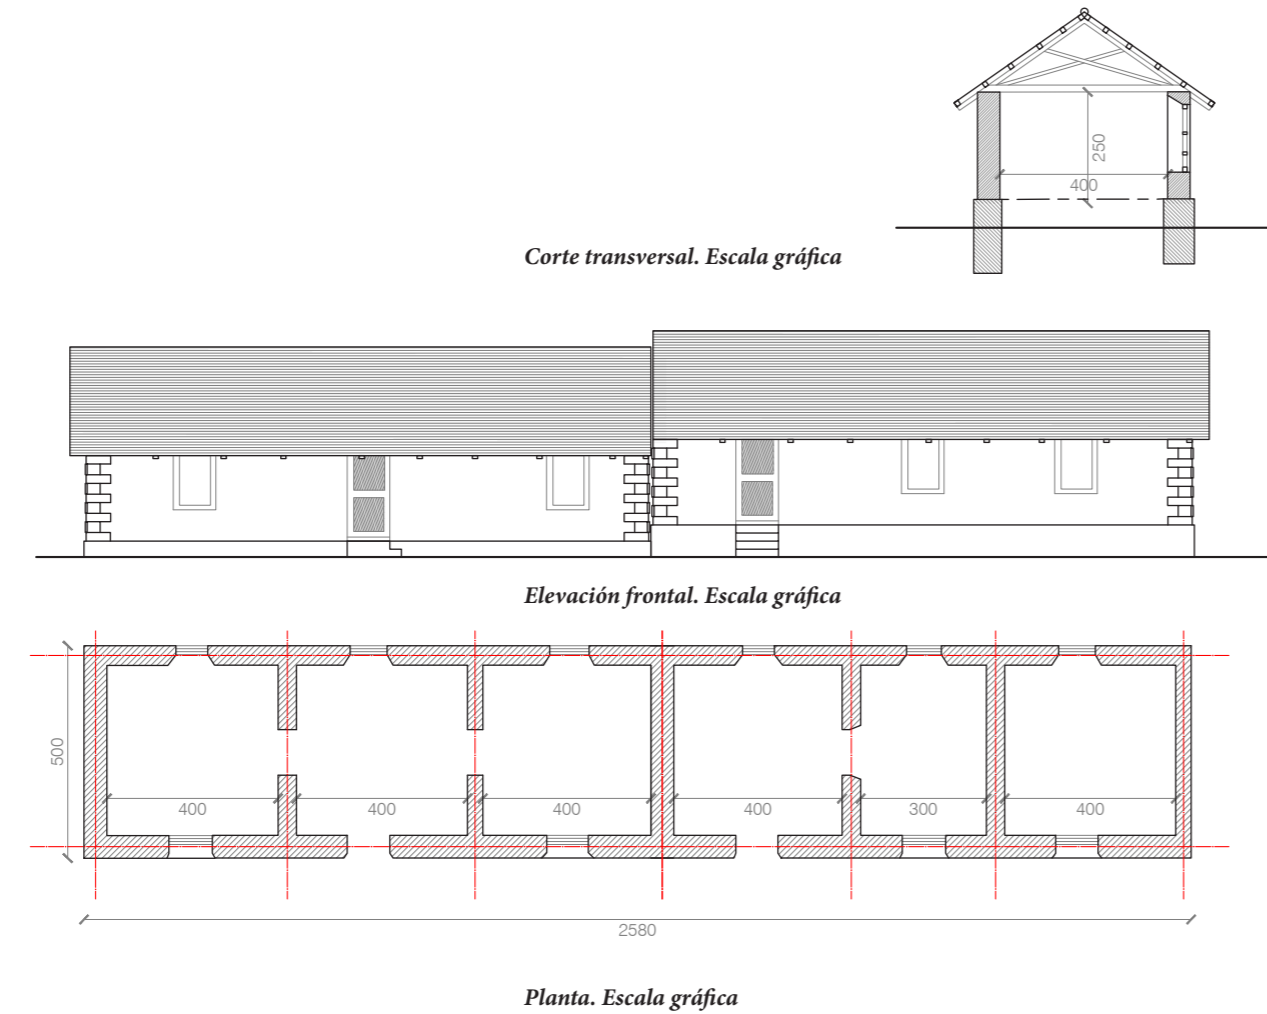 250
400
Corte transversal. Escala gráfica
Elevación frontal. Escala gráfica
500
400 400 400 400 300 400
2580
Planta. Escala gráfica